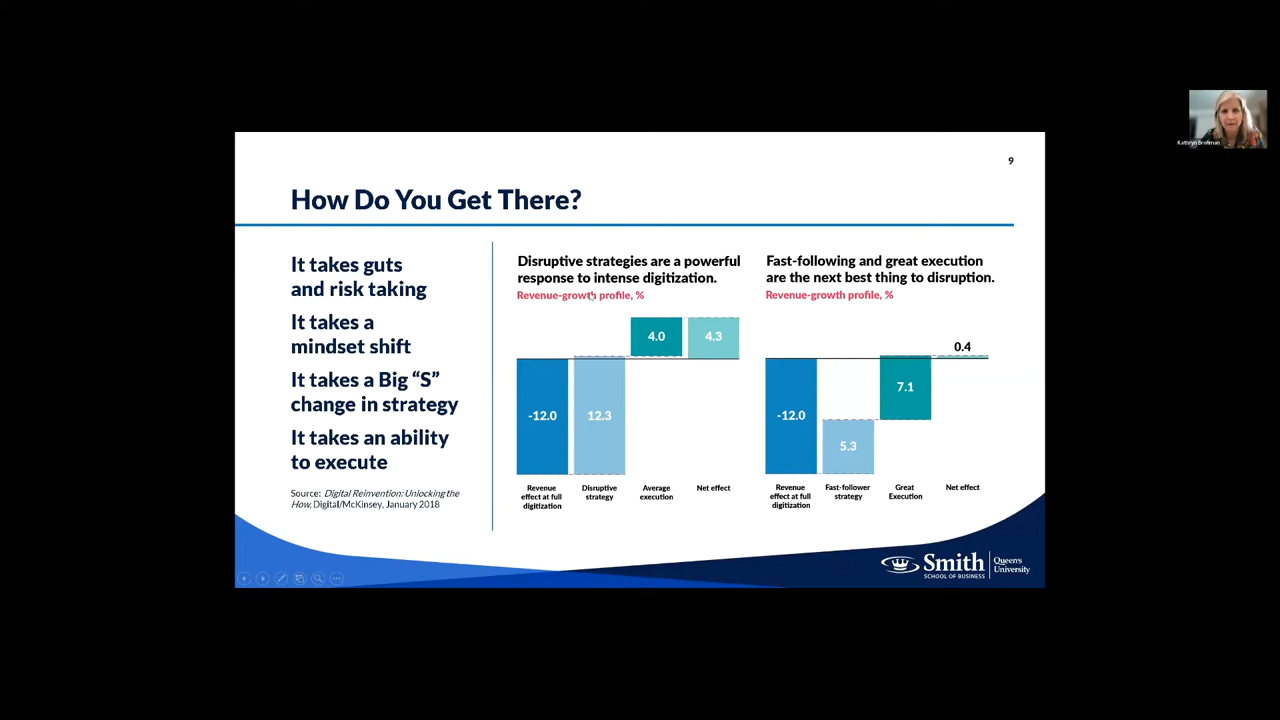 9
Kathryn Brohman
How Do You Get There?
It takes guts
and risk taking
It takes a
mindset shift
It takes a Big “S”
change in strategy
It takes an ability
to execute
Source: Digital Reinvention: Unlocking the
How, Digital/McKinsey, January 2018
Disruptive strategies are a powerful
response to intense digitization.
Revenue-growth profile, %
4.0
4.3
-12.0
12.3
Revenue
effect at full
digitization
Disruptive
strategy
Average
execution
Net effect
Fast-following and great execution
are the next best thing to disruption.
Revenue-growth profile, %
0.4
7.1
-12.0
5.3
Revenue
effect at full
digitization
Fast-follower
strategy
Great
Execution
Net effect
Smith
SCHOOL OF BUSINESS
Queen's
University